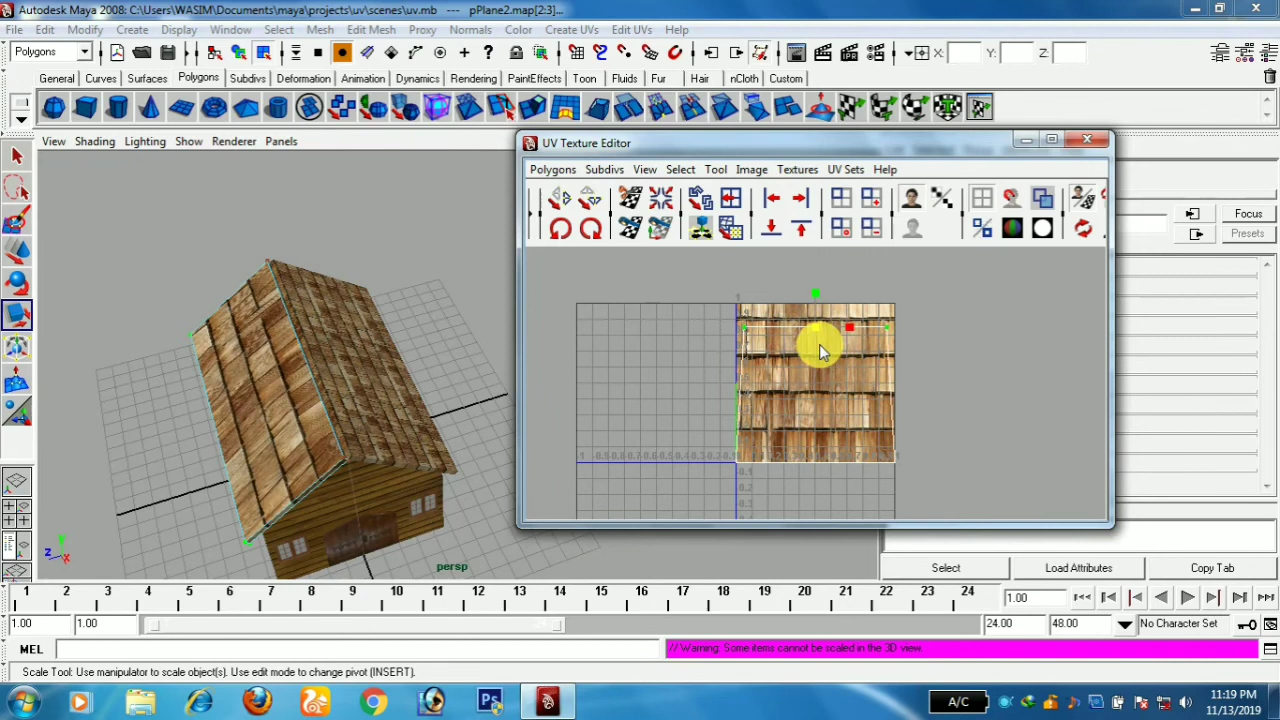 Autodesk Maya 2008: C:\Users\WASIM\Documents\maya\projects\uv\scenes\uv.mb --- pPlane2.map[2:3]...
File Edit Modify Create Display Window Select Mesh Edit Mesh Proxy Normals Color Create UVs Edit UVs Help
Polygons X: Y: Z:
General Curves Surfaces Polygons Subdivs Deformation Animation Dynamics Rendering PaintEffects Toon Fluids Fur Hair nCloth Custom
View Shading Lighting Show Renderer Panels
UV Texture Editor
Polygons Subdivs View Select Tool Image Textures UV Sets Help
Focus
Presets
persp
z y x
Select Load Attributes Copy Tab
1 2 3 4 5 6 7 8 9 10 11 12 13 14 15 16 17 18 19 20 21 22 23 24 1.00
1.00 1.00 24.00 48.00 No Character Set
MEL // Warning: Some items cannot be scaled in the 3D view.
Scale Tool: Use manipulator to scale object(s). Use edit mode to change pivot (INSERT).
Ps A/C 11:19 PM
11/13/2019